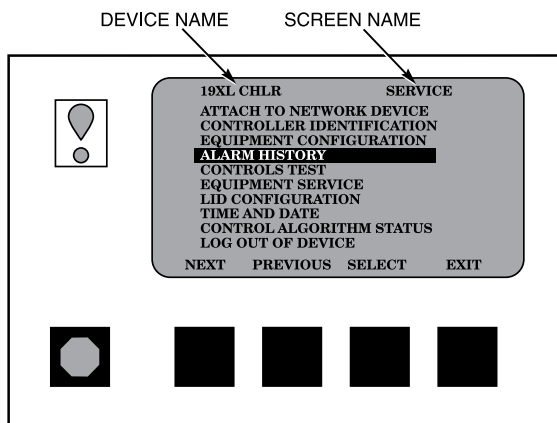 DEVICE NAME SCREEN NAME
19XL CHLR SERVICE
ATTACH TO NETWORK DEVICE
CONTROLLER IDENTIFICATION
EQUIPMENT CONFIGURATION
ALARM HISTORY
CONTROLS TEST
EQUIPMENT SERVICE
LID CONFIGURATION
TIME AND DATE
CONTROL ALGORITHM STATUS
LOG OUT OF DEVICE
NEXT PREVIOUS SELECT EXIT